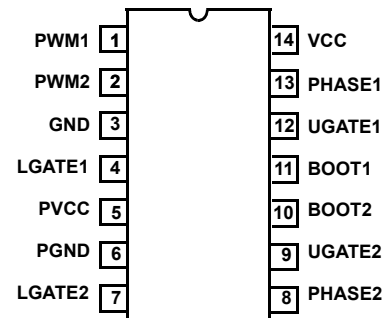 PWM1 1 14 VCC
PWM2 2 13 PHASE1
GND 3 12 UGATE1
LGATE1 4 11 BOOT1
PVCC 5 10 BOOT2
PGND 6 9 UGATE2
LGATE2 7 8 PHASE2